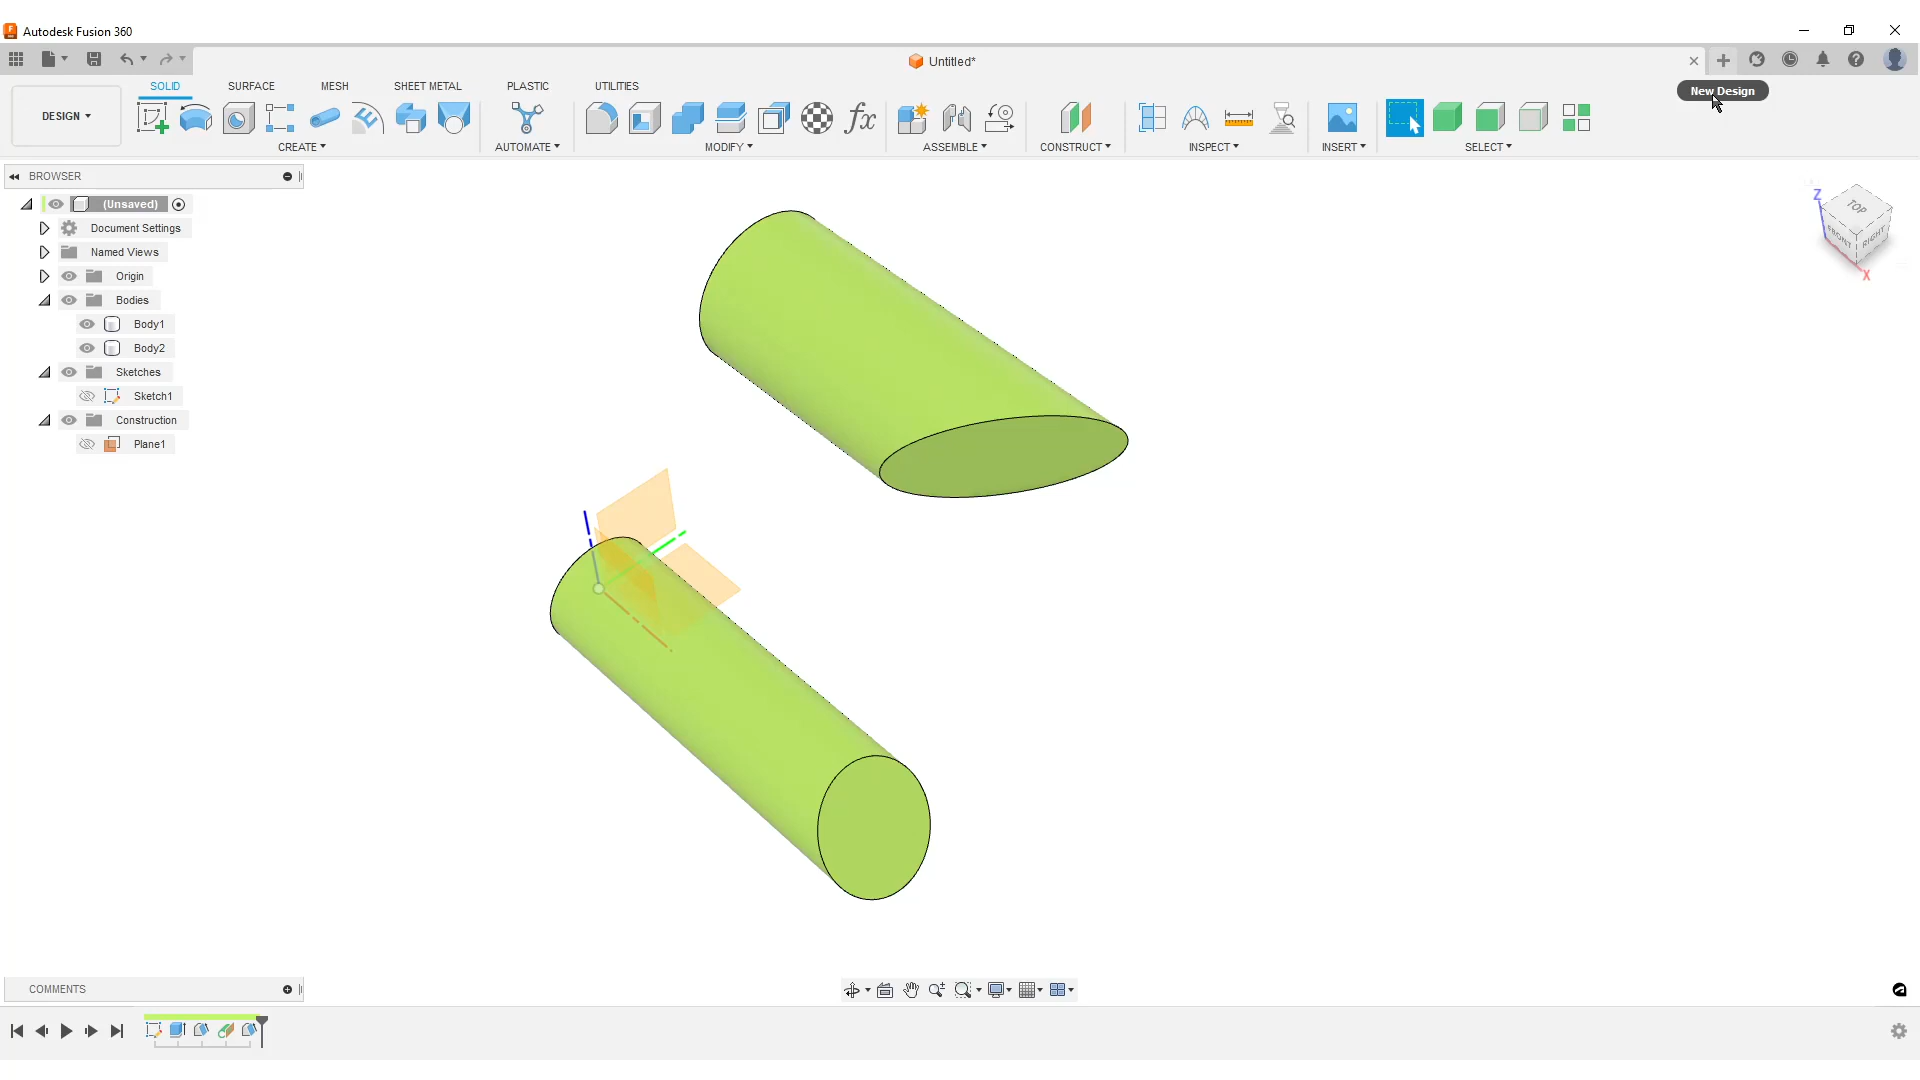 Autodesk Fusion 360
Untitled*
New Design
DESIGN
SOLID
SURFACE
MESH
SHEET METAL
PLASTIC
UTILITIES
CREATE
AUTOMATE
MODIFY
ASSEMBLE
CONSTRUCT
INSPECT
INSERT
SELECT
BROWSER
(Unsaved)
Document Settings
Named Views
Origin
Bodies
Body1
Body2
Sketches
Sketch1
Construction
Plane1
Z
TOP
FRONT
RIGHT
X
COMMENTS